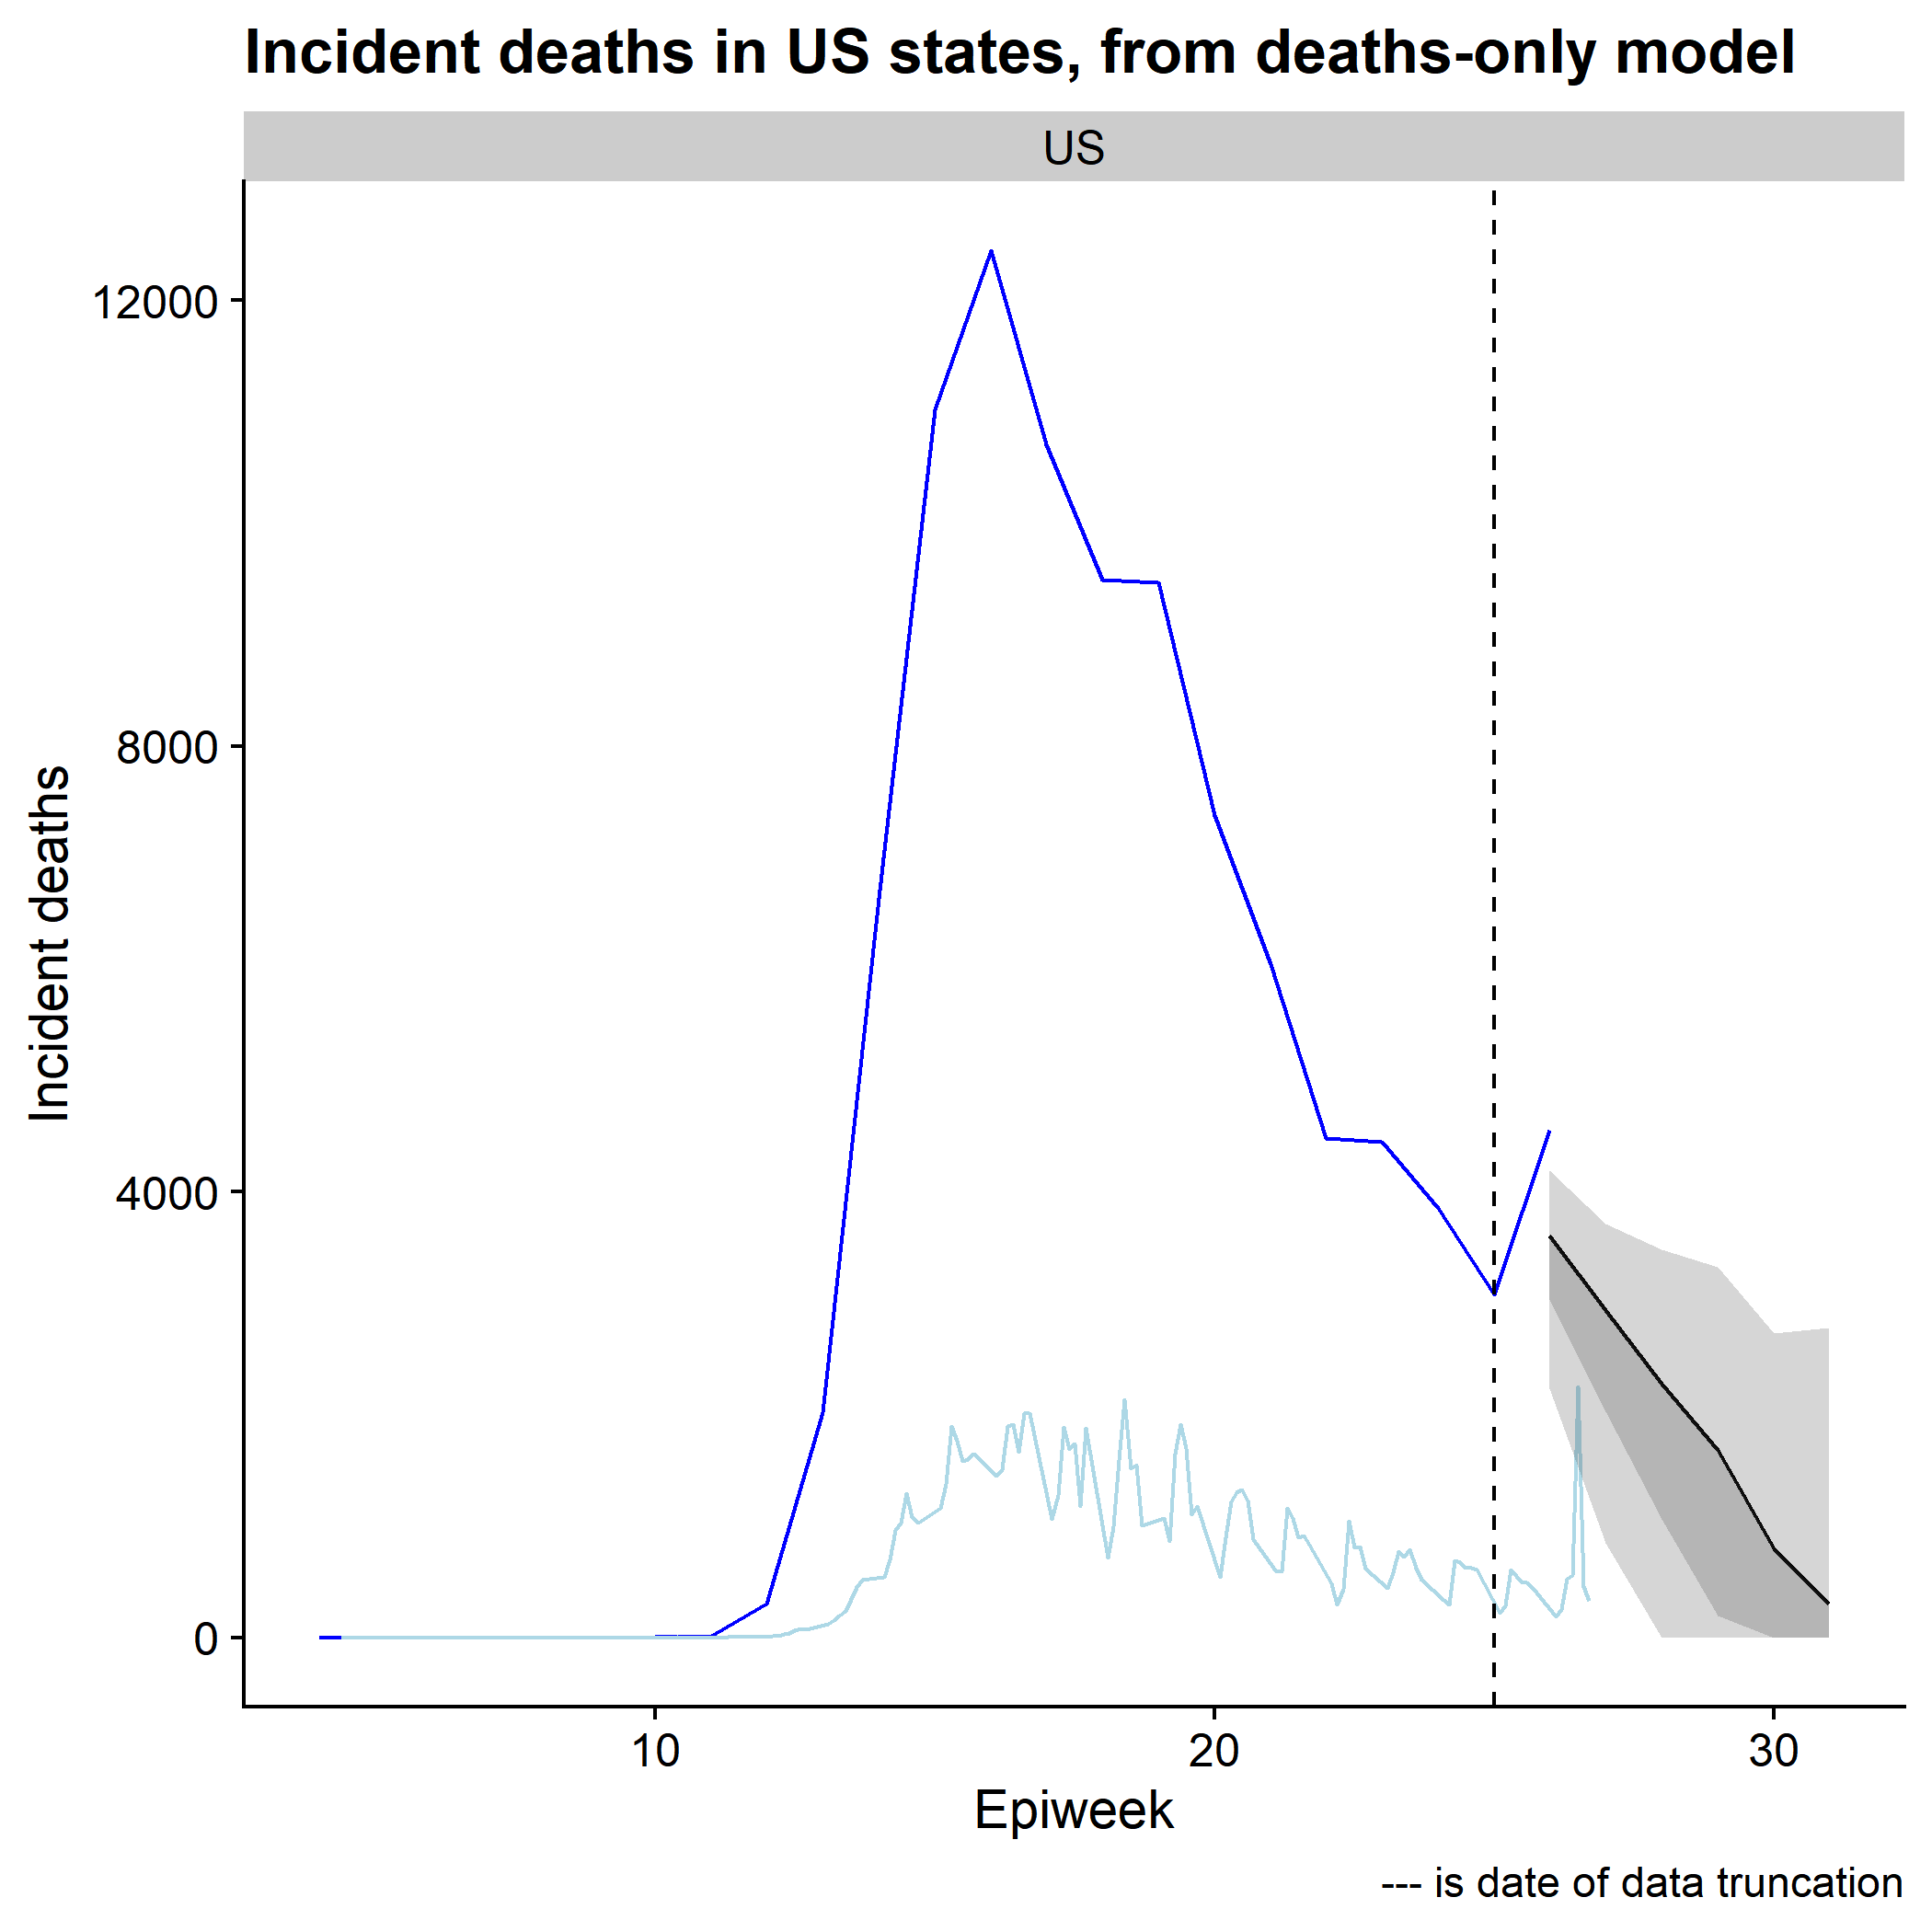 Incident deaths in US states, from deaths-only model
US
12000
8000
4000
0
Incident deaths
10 20 30
Epiweek
--- is date of data truncation